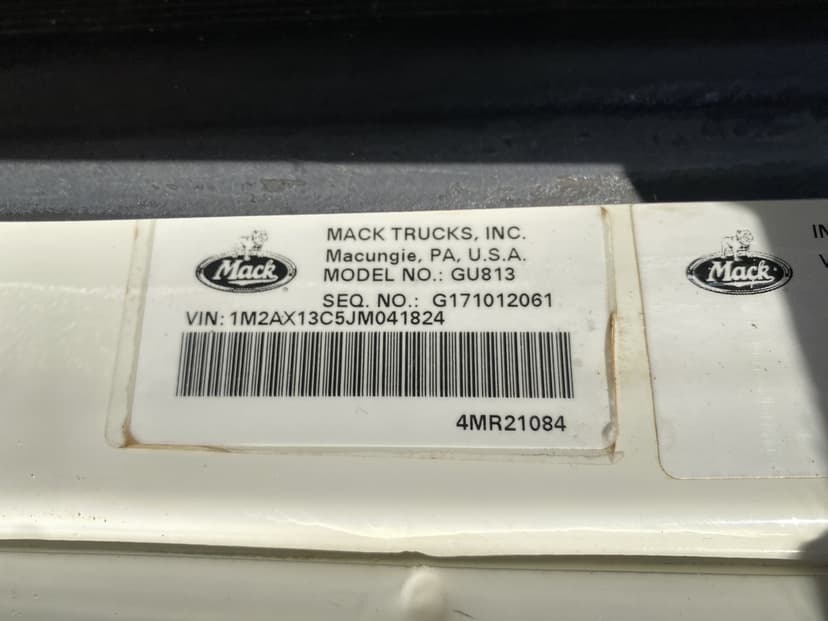 Mack
MACK TRUCKS, INC.
Macungie, PA, U.S.A.
MODEL NO.: GU813
SEQ. NO.: G171012061
VIN: 1M2AX13C5JM041824
4MR21084
Mack